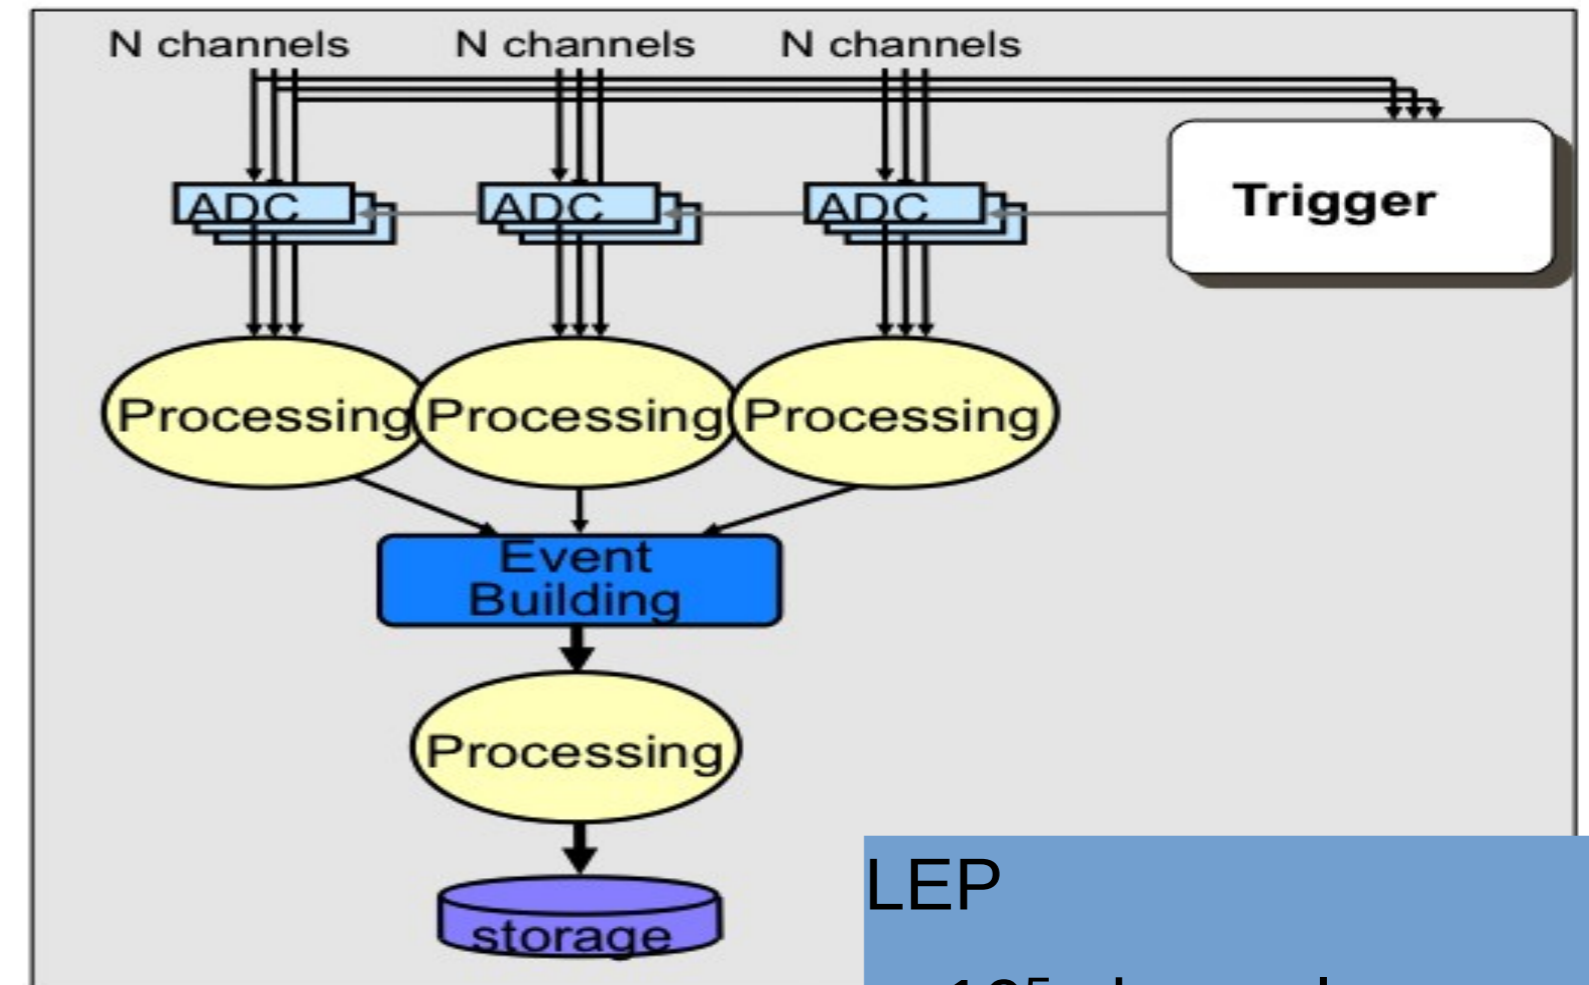 N channels N channels N channels
ADC ADC ADC
Trigger
Processing Processing Processing
Event
Building
Processing
storage
LEP